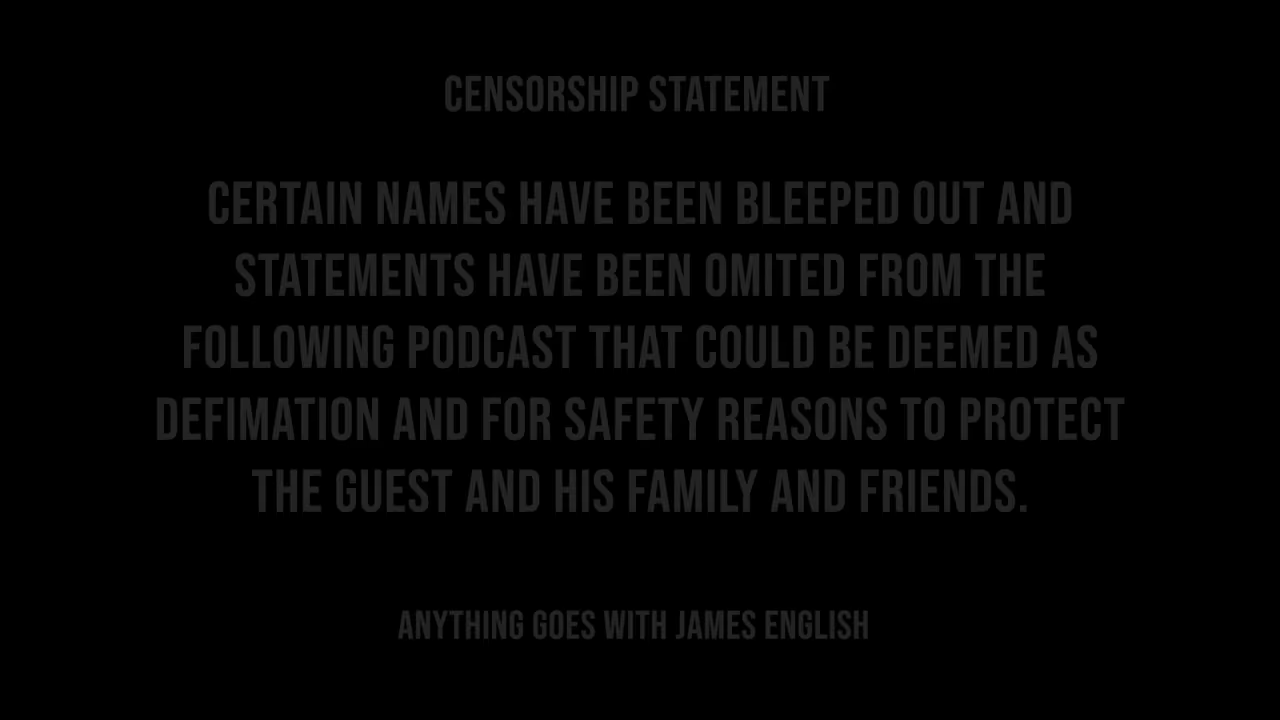 CENSORSHIP STATEMENT
CERTAIN NAMES HAVE BEEN BLEEPED OUT AND
STATEMENTS HAVE BEEN OMITED FROM THE
FOLLOWING PODCAST THAT COULD BE DEEMED AS
DEFIMATION AND FOR SAFETY REASONS TO PROTECT
THE GUEST AND HIS FAMILY AND FRIENDS.
ANYTHING GOES WITH JAMES ENGLISH